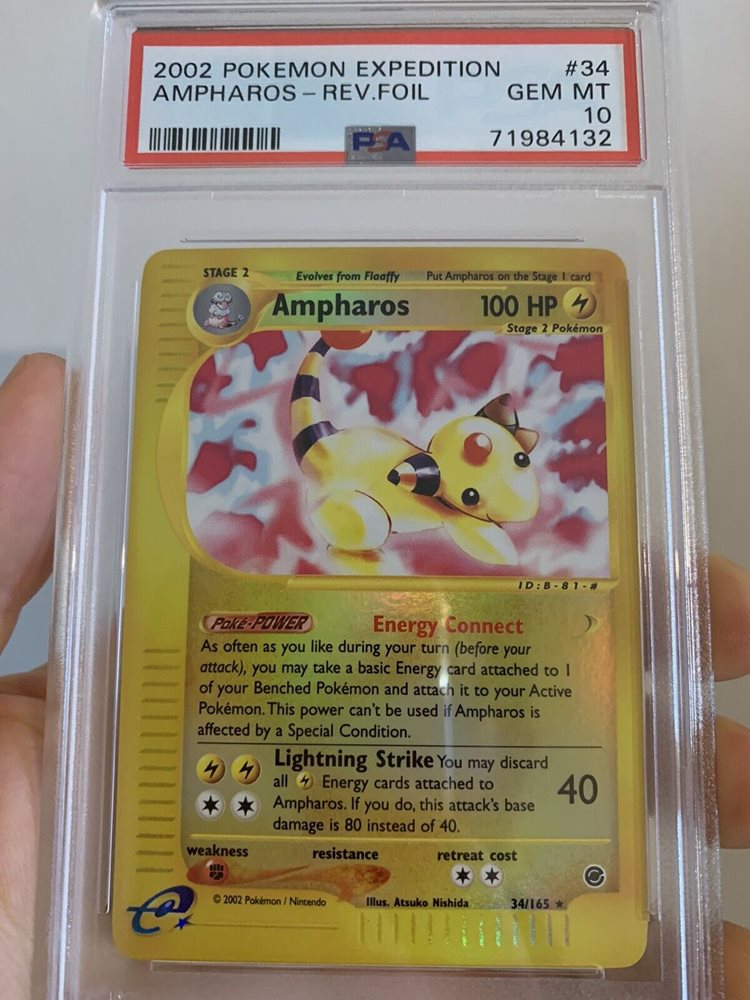 2002 POKEMON EXPEDITION #34
AMPHAROS – REV.FOIL GEM MT
10
PSA 71984132
STAGE 2 Evolves from Flaaffy Put Ampharos on the Stage 1 card
Ampharos 100 HP
Stage 2 Pokémon
ID:B-81-#
Poké-POWER Energy Connect
As often as you like during your turn (before your
attack), you may take a basic Energy card attached to 1
of your Benched Pokémon and attach it to your Active
Pokémon. This power can't be used if Ampharos is
affected by a Special Condition.
Lightning Strike You may discard
all Energy cards attached to
Ampharos. If you do, this attack's base
damage is 80 instead of 40.
40
weakness resistance retreat cost
e
© 2002 Pokémon / Nintendo Illus. Atsuko Nishida 34/165 ★